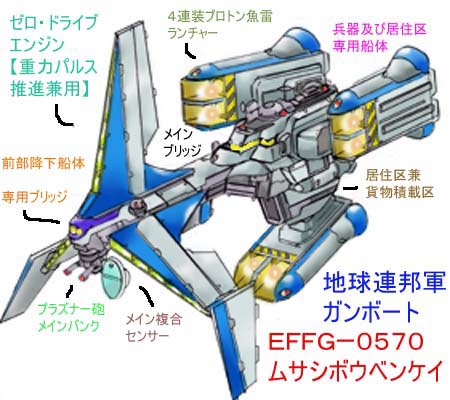 ゼロ・ドライブ
エンジン
【重力パルス
推進兼用】
4連装プロトン魚雷
ランチャー
兵器及び居住区
専用船体
メイン
ブリッジ
前部降下船体
専用ブリッジ
居住区兼
貨物積載区
プラズナー砲
メインバンク
メイン複合
センサー
地球連邦軍
ガンボート
EFFG-0570
ムサシボウベンケイ